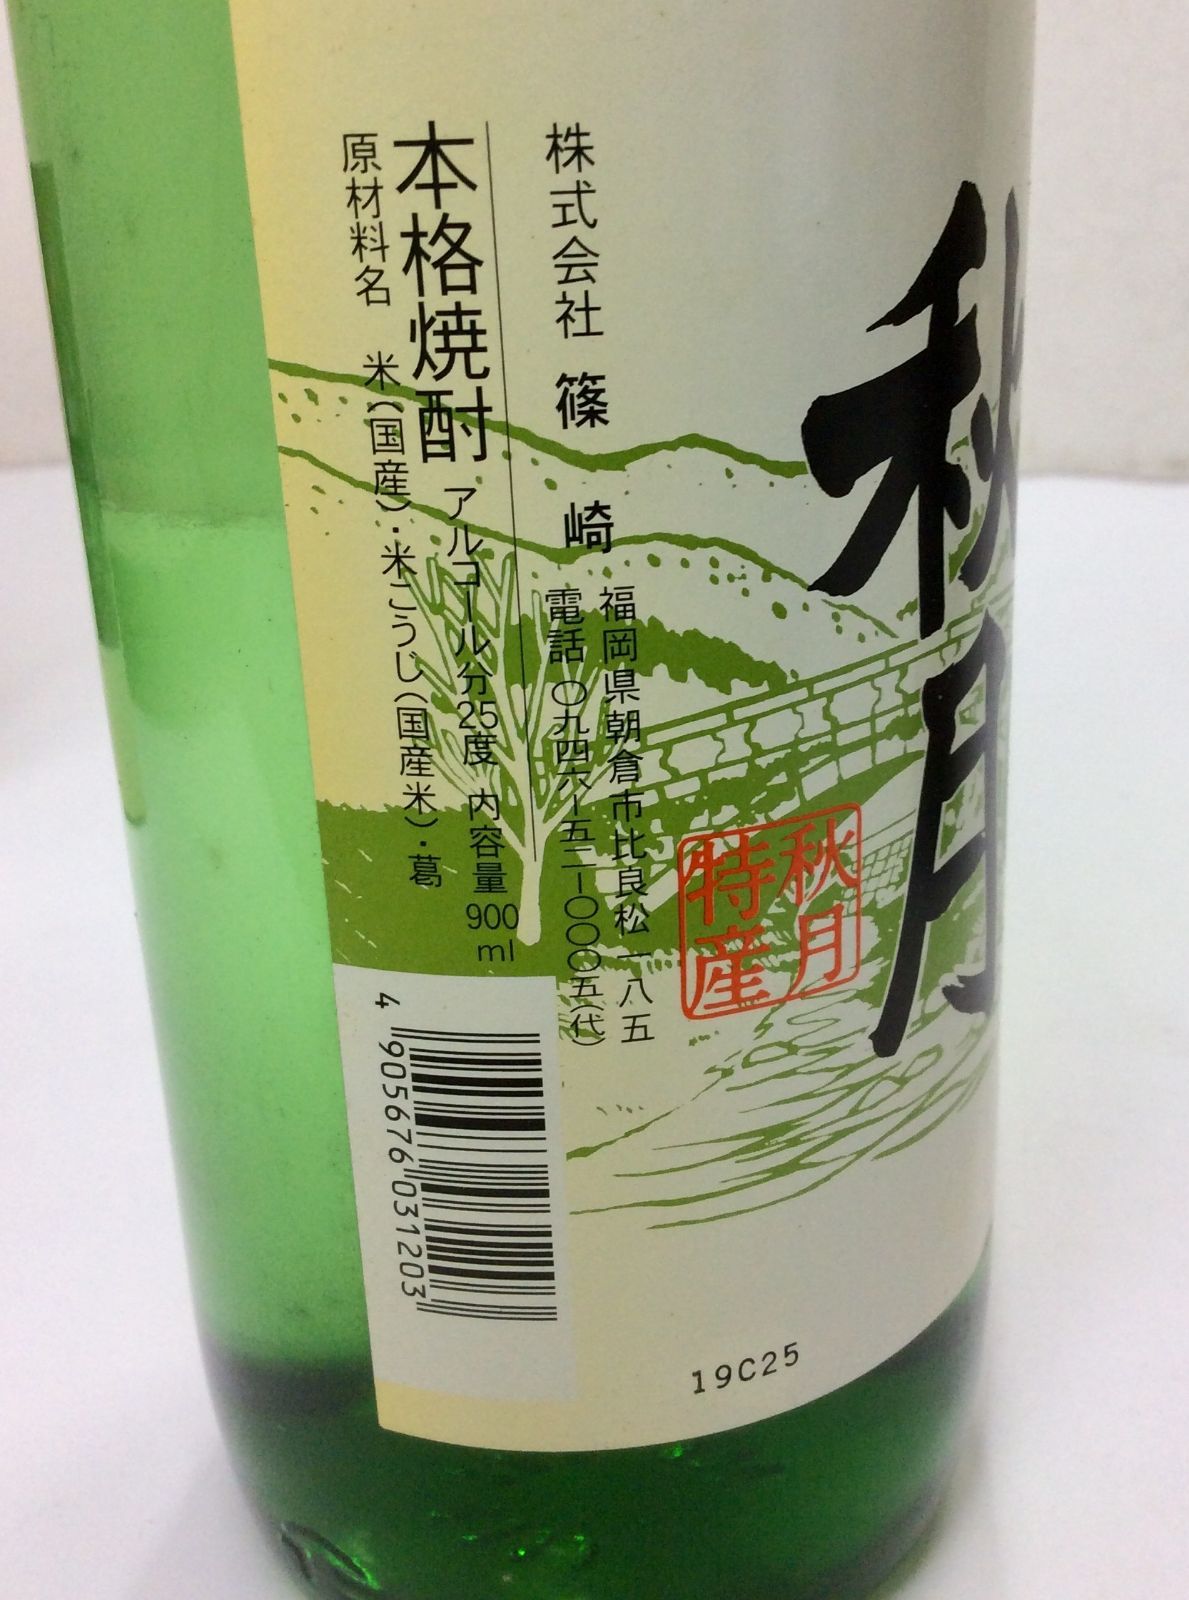 秋月
秋月
特産
株式会社 篠崎
福岡県朝倉市比良松一八五
電話 〇九四六ー五二ー〇〇〇五(代)
本格焼酎 アルコール分25度 内容量900ml
原材料名 米(国産)・米こうじ(国産米)・葛
4 905676 031203
19C25